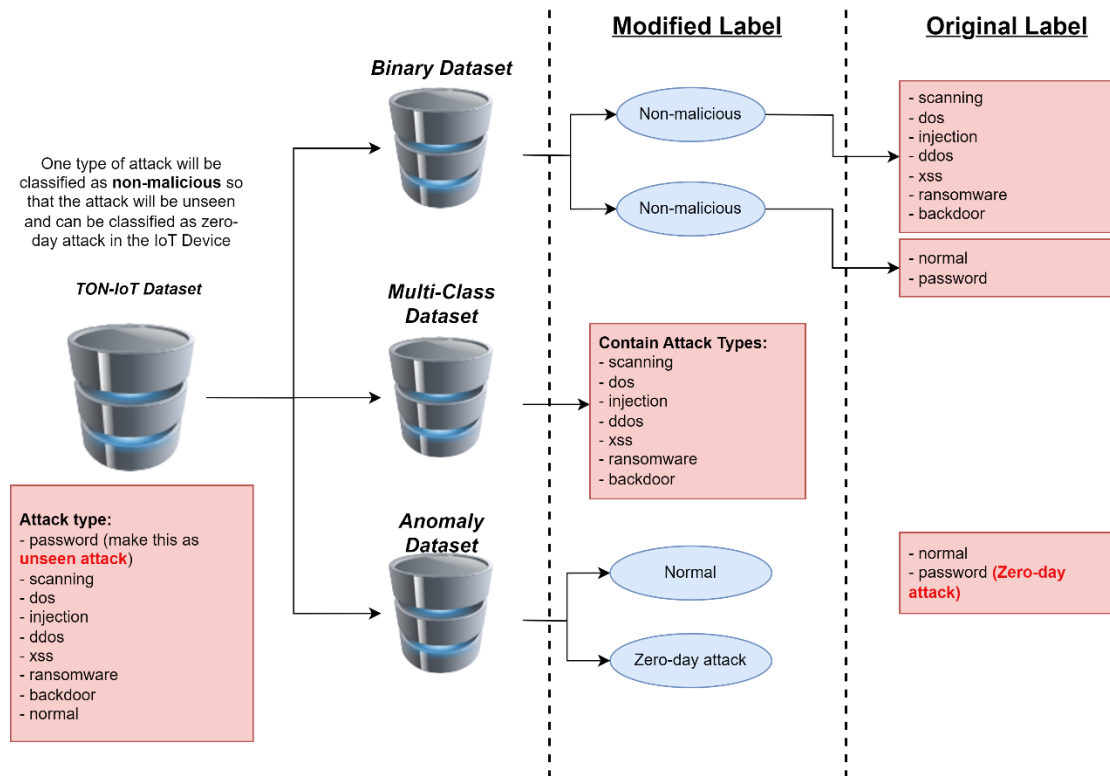 Modified Label
Original Label
Binary Dataset
One type of attack will be
classified as non-malicious so
that the attack will be unseen
and can be classified as zero-
day attack in the IoT Device
Non-malicious
Non-malicious
- scanning
- dos
- injection
- ddos
- xss
- ransomware
- backdoor
- normal
- password
TON-IoT Dataset
Multi-Class
Dataset
Contain Attack Types:
- scanning
- dos
- injection
- ddos
- xss
- ransomware
- backdoor
Attack type:
- password (make this as
unseen attack)
- scanning
- dos
- injection
- ddos
- xss
- ransomware
- backdoor
- normal
Anomaly
Dataset
Normal
Zero-day attack
- normal
- password (Zero-day
attack)